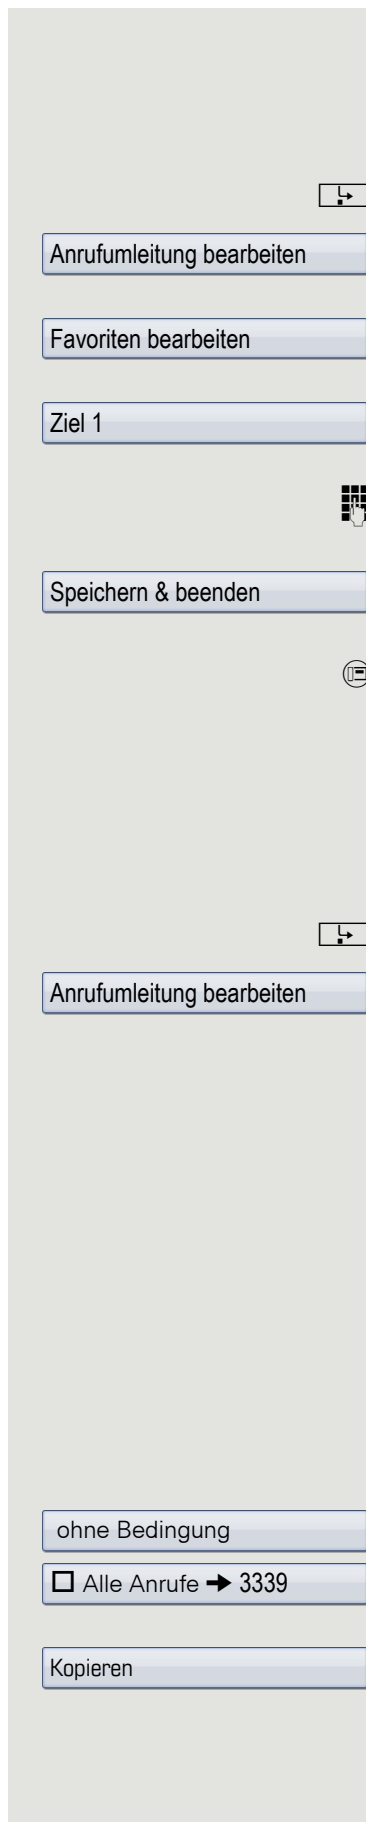 Anrufumleitung bearbeiten
Favoriten bearbeiten
Ziel 1
Speichern & beenden
Anrufumleitung bearbeiten
ohne Bedingung
Alle Anrufe ➔ 3339
Kopieren